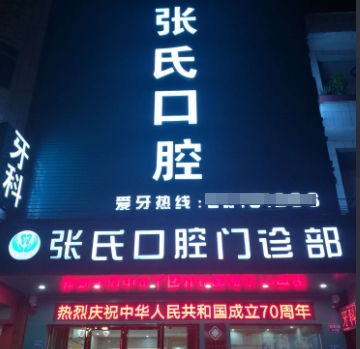 张氏口腔
牙科
爱牙热线:
张氏口腔门诊部
热烈庆祝中华人民共和国成立70周年